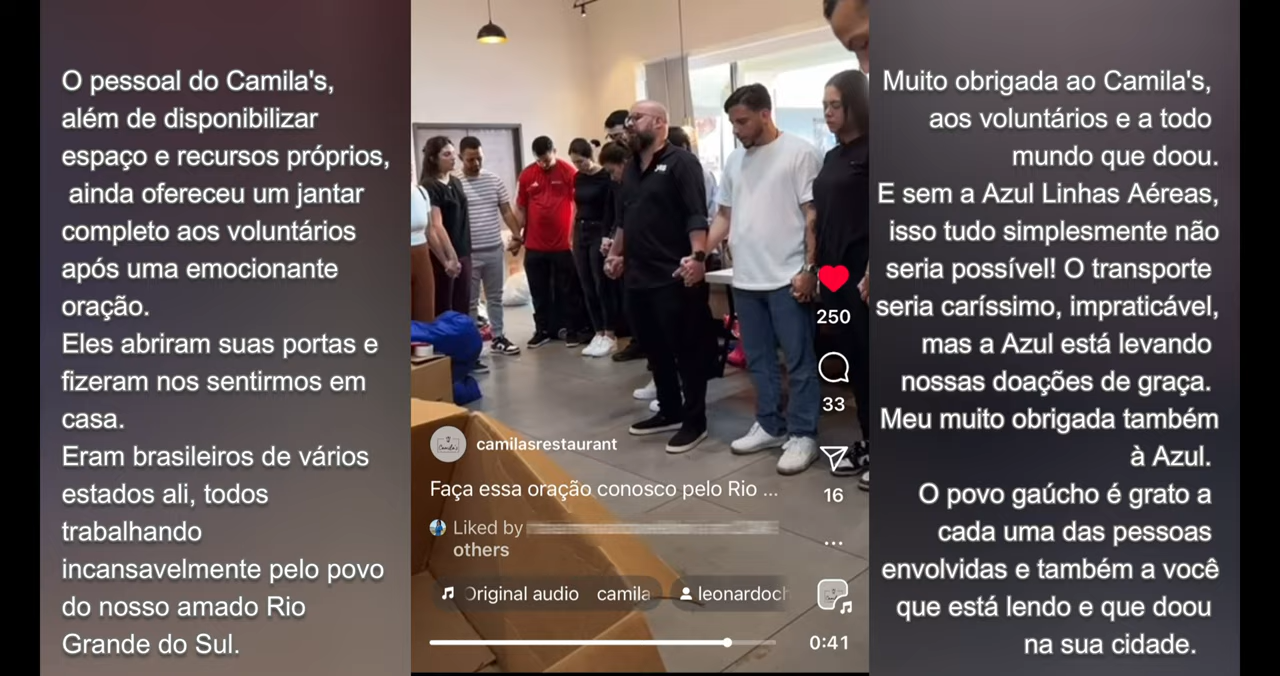 O pessoal do Camila's,
além de disponibilizar
espaço e recursos próprios,
ainda ofereceu um jantar
completo aos voluntários
após uma emocionante
oração.
Eles abriram suas portas e
fizeram nos sentirmos em
casa.
Eram brasileiros de vários
estados ali, todos
trabalhando
incansavelmente pelo povo
do nosso amado Rio
Grande do Sul.
250
33
16
camilasrestaurant
Faça essa oração conosco pelo Rio ...
Liked by
others
Original audio camila
leonardoch
0:41
Muito obrigada ao Camila's,
aos voluntários e a todo
mundo que doou.
E sem a Azul Linhas Aéreas,
isso tudo simplesmente não
seria possível! O transporte
seria caríssimo, impraticável,
mas a Azul está levando
nossas doações de graça.
Meu muito obrigada também
à Azul.
O povo gaúcho é grato a
cada uma das pessoas
envolvidas e também a você
que está lendo e que doou
na sua cidade.